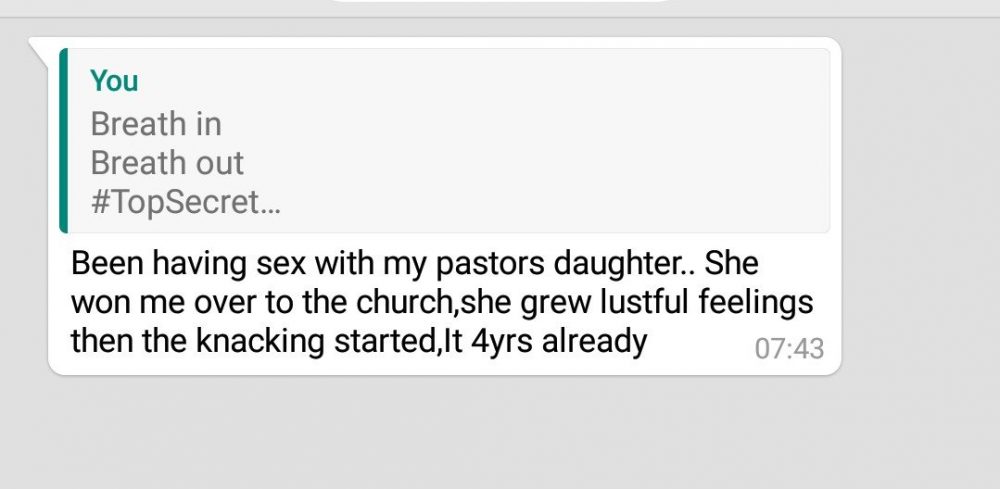 You
Breath in
Breath out
#TopSecret...
Been having sex with my pastors daughter.. She
won me over to the church,she grew lustful feelings
then the knacking started,It 4yrs already
07:43